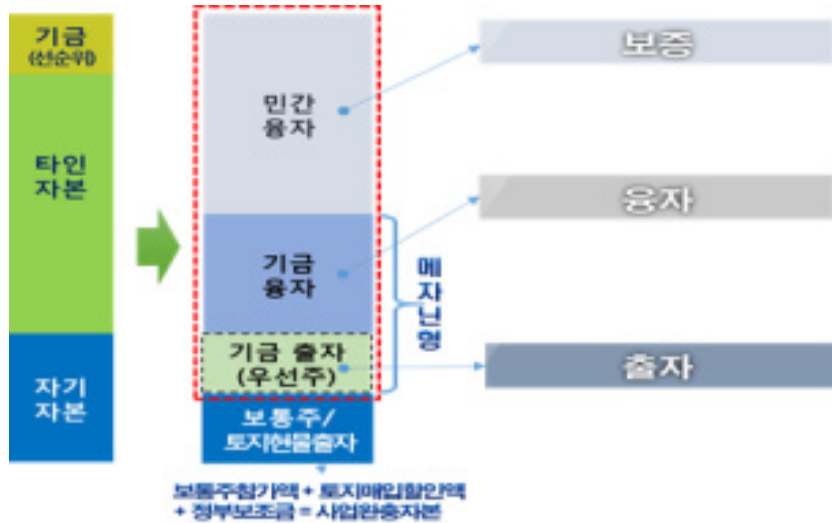 기금
(선순위)
타인
자본
자기
자본
민간
융자
기금
융자
기금 출자
(우선주)
보통주/
토지현물출자
메자닌형
보증
융자
출자
보통주참가액 + 토지매입할인액
+ 정부보조금 = 사업완충자본